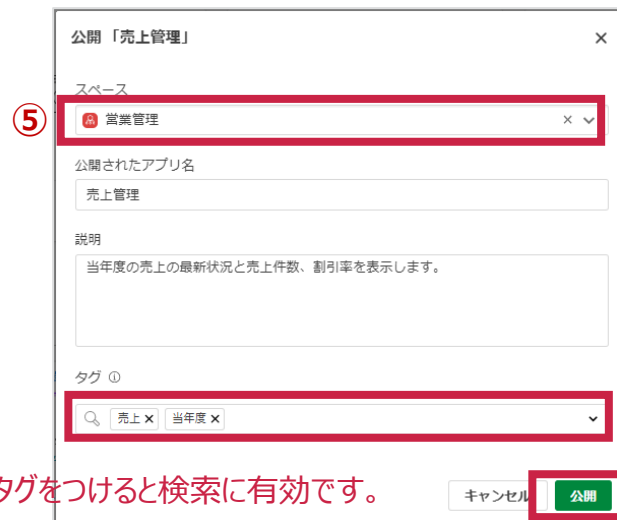 公開「売上管理」
スペース
⑤
営業管理
公開されたアプリ名
売上管理
説明
当年度の売上の最新状況と売上件数、割引率を表示します。
タグ
売上 当年度
タグをつけると検索に有効です。
キャンセル 公開